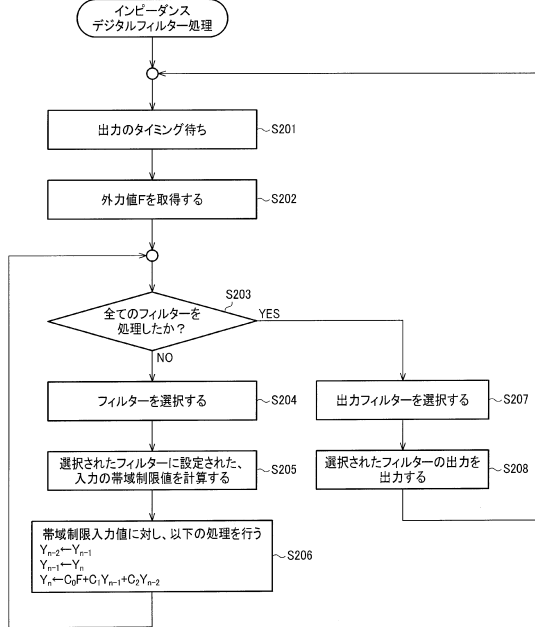 インピーダンス
デジタルフィルター処理
出力のタイミング待ち
S201
外力値Fを取得する
S202
S203
全てのフィルターを
処理したか？
YES
NO
フィルターを選択する
S204
出力フィルターを選択する
S207
選択されたフィルターに設定された、
入力の帯域制限値を計算する
S205
選択されたフィルターの出力を
出力する
S208
帯域制限入力値に対し、以下の処理を行う
Yn-2←Yn-1
Yn-1←Yn
Yn←C0F+C1Yn-1+C2Yn-2
S206